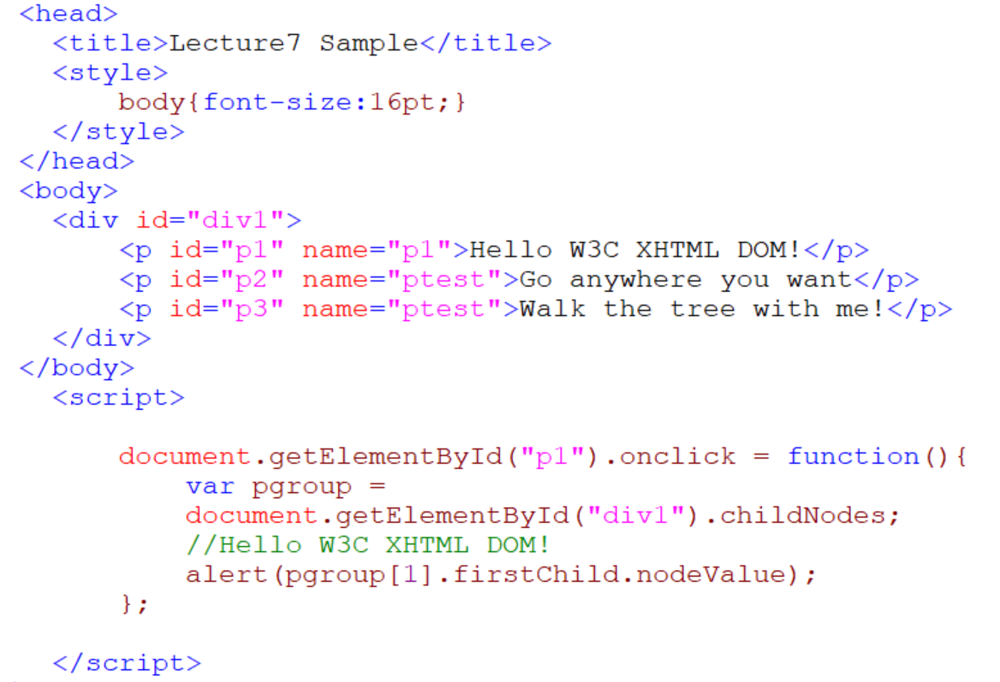 <head>
  <title>Lecture7 Sample</title>
  <style>
      body{font-size:16pt;}
  </style>
</head>
<body>
  <div id="div1">
      <p id="p1" name="p1">Hello W3C XHTML DOM!</p>
      <p id="p2" name="ptest">Go anywhere you want</p>
      <p id="p3" name="ptest">Walk the tree with me!</p>
  </div>
</body>
  <script>

      document.getElementById("p1").onclick = function(){
          var pgroup =
          document.getElementById("div1").childNodes;
          //Hello W3C XHTML DOM!
          alert(pgroup[1].firstChild.nodeValue);
      };

  </script>